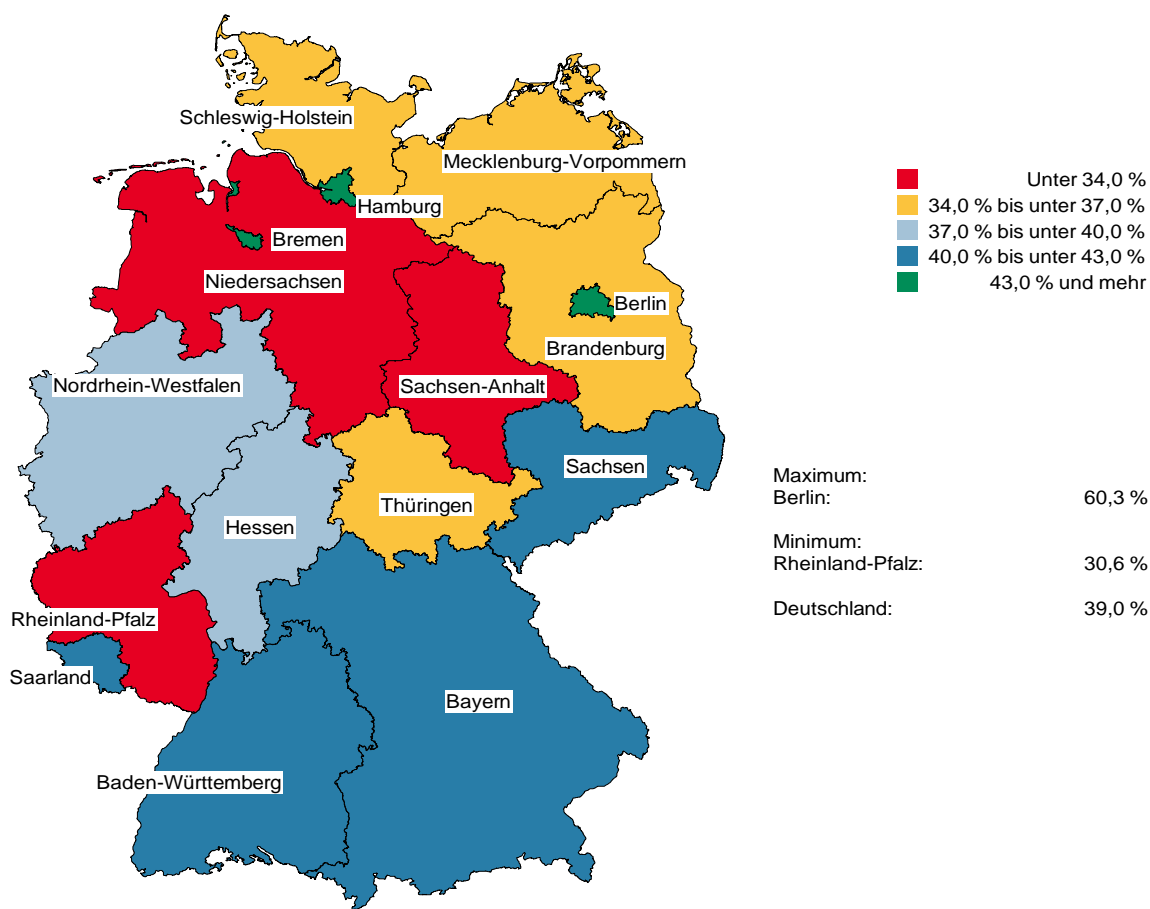 Schleswig-Holstein
Mecklenburg-Vorpommern
Hamburg
Bremen
Niedersachsen
Berlin
Brandenburg
Nordrhein-Westfalen
Sachsen-Anhalt
Sachsen
Thüringen
Hessen
Rheinland-Pfalz
Saarland
Bayern
Baden-Württemberg
Unter 34,0 %
34,0 % bis unter 37,0 %
37,0 % bis unter 40,0 %
40,0 % bis unter 43,0 %
43,0 % und mehr
Maximum:
Berlin: 60,3 %
Minimum:
Rheinland-Pfalz: 30,6 %
Deutschland: 39,0 %